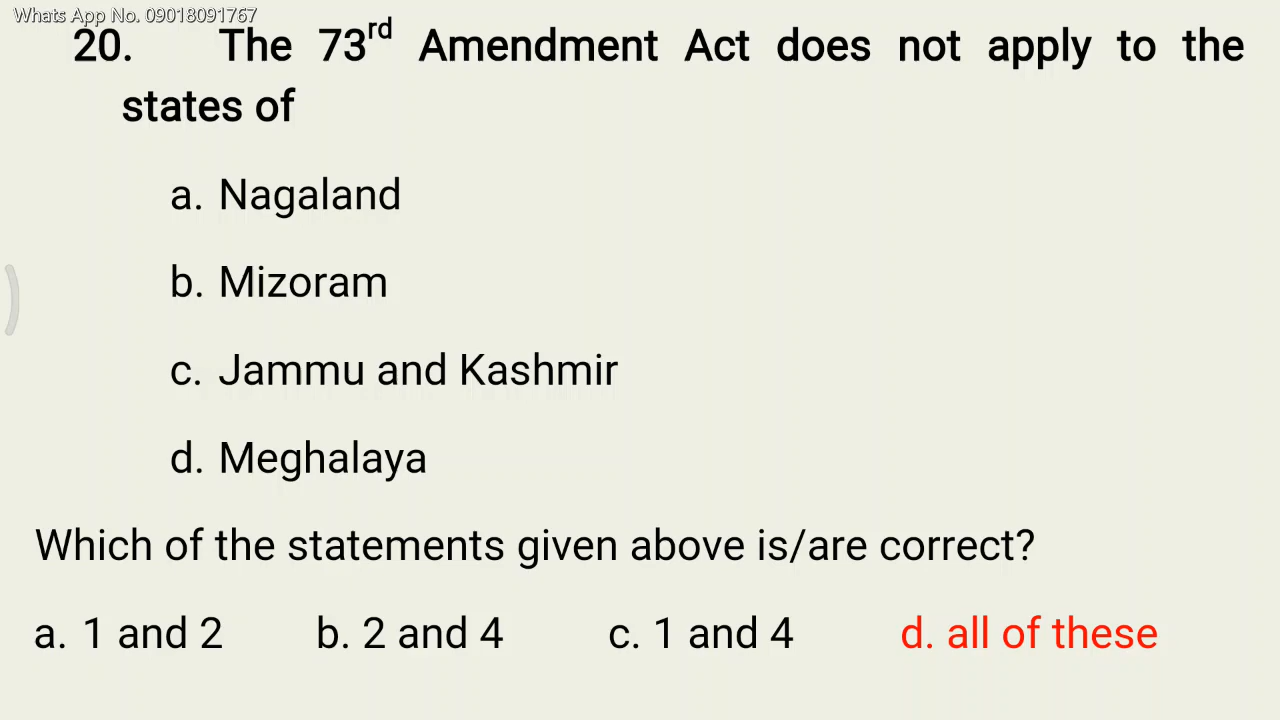 Whats App No. 09018091767
20. The 73rd Amendment Act does not apply to the
states of
a. Nagaland
b. Mizoram
c. Jammu and Kashmir
d. Meghalaya
Which of the statements given above is/are correct?
a. 1 and 2 b. 2 and 4 c. 1 and 4 d. all of these